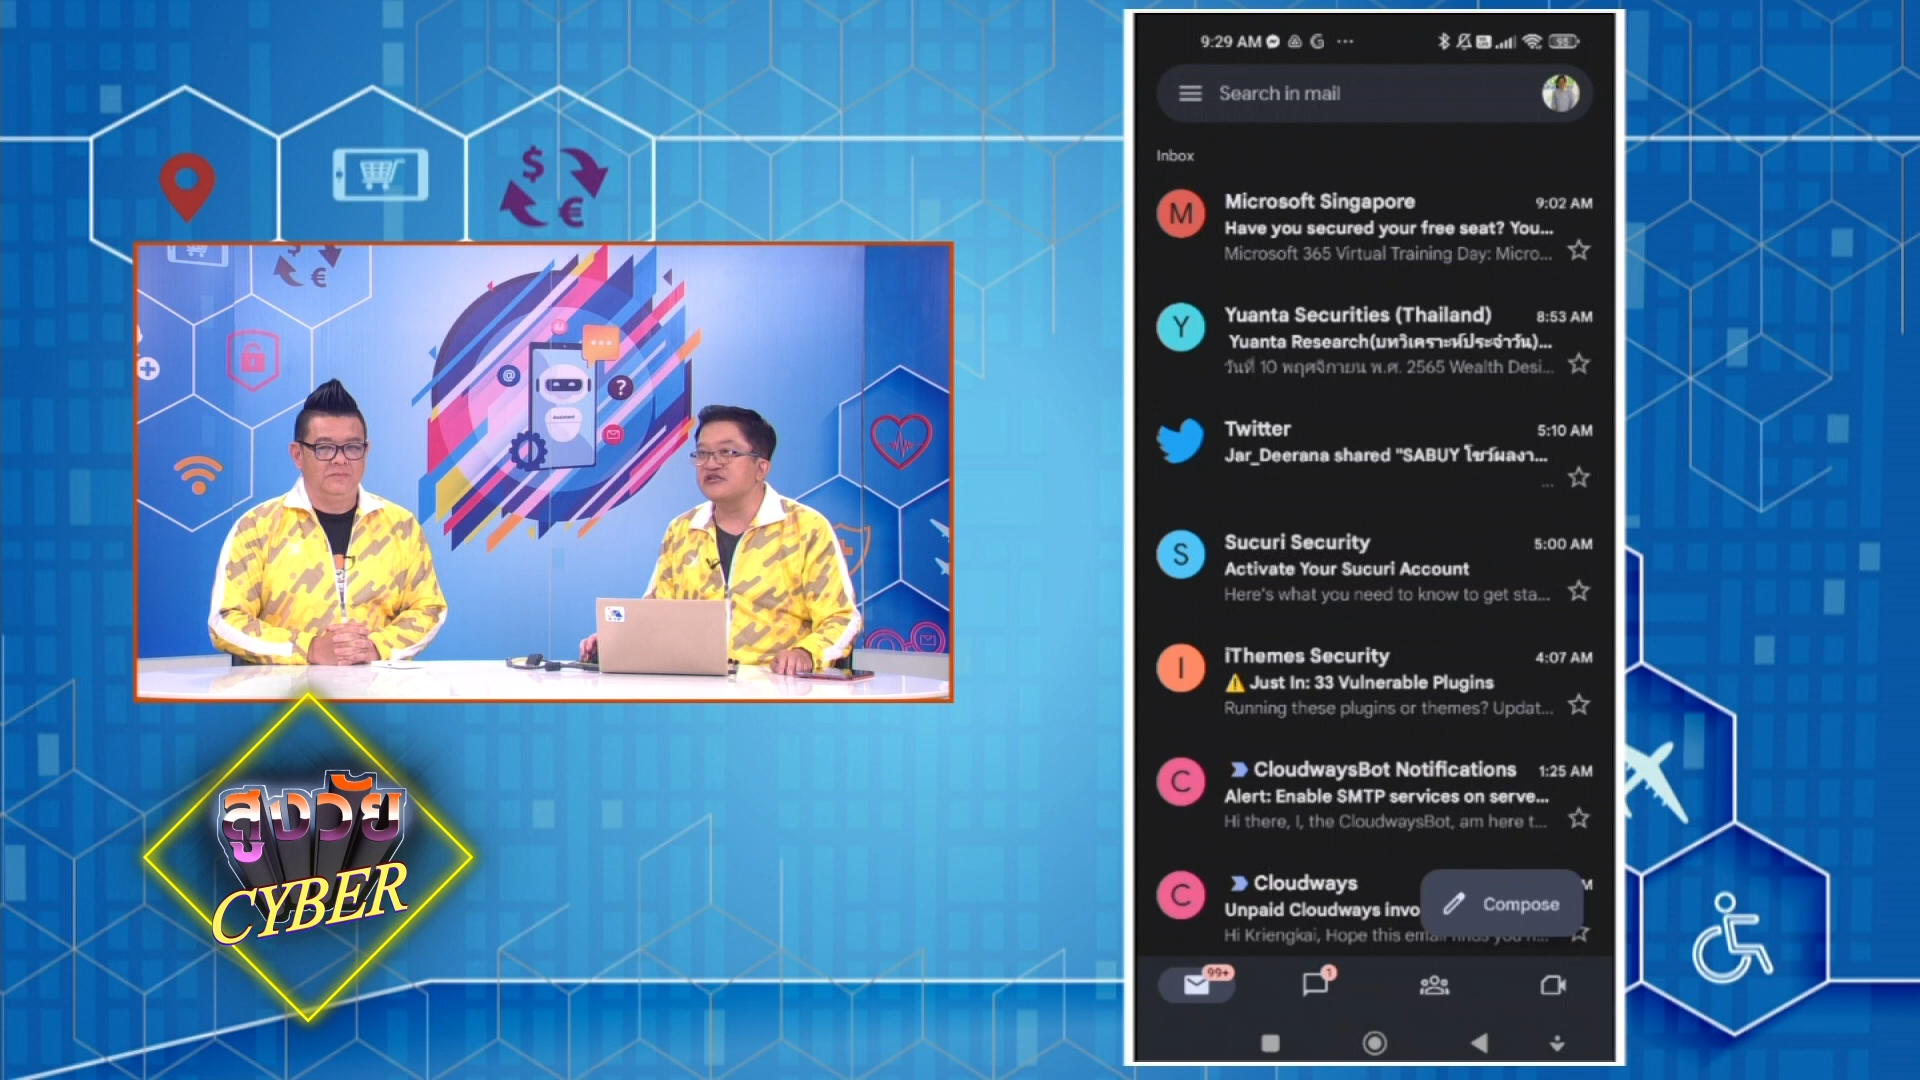 9:29 AM
95
Search in mail
Inbox
M
Microsoft Singapore
9:02 AM
Have you secured your free seat? You...
Microsoft 365 Virtual Training Day: Micro...
Y
Yuanta Securities (Thailand)
8:53 AM
Yuanta Research(บทวิเคราะห์ประจำวัน)...
วันที่ 10 พฤศจิกายน พ.ศ. 2565 Wealth Desi...
Twitter
5:10 AM
Jar_Deerana shared "SABUY โชว์ผลงา...
...
S
Sucuri Security
5:00 AM
Activate Your Sucuri Account
Here's what you need to know to get sta...
I
iThemes Security
4:07 AM
⚠ Just In: 33 Vulnerable Plugins
Running these plugins or themes? Updat...
C
CloudwaysBot Notifications
1:25 AM
Alert: Enable SMTP services on serve...
Hi there, I, the CloudwaysBot, am here t...
C
Cloudways
Unpaid Cloudways invo
Hi Kriengkai, Hope this email finds you h...
Compose
99+
1
สูงวัย
CYBER